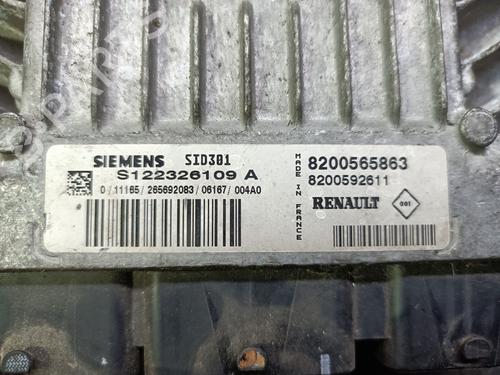 SIEMENS SID301
S122326109 A
0/11165/265692083/06167/004A0
MADE IN FRANCE
8200565863
8200592611
RENAULT
001